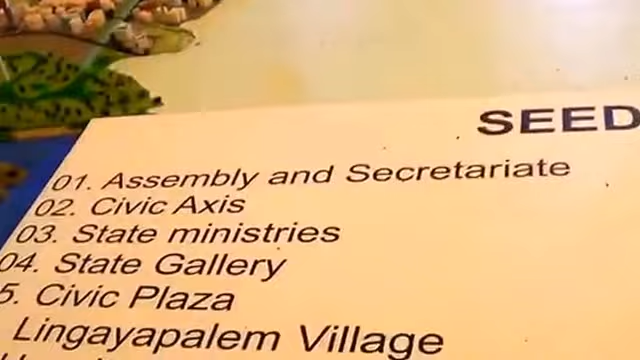 SEED
01. Assembly and Secretariate
02. Civic Axis
03. State ministries
04. State Gallery
5. Civic Plaza
Lingayapalem Village